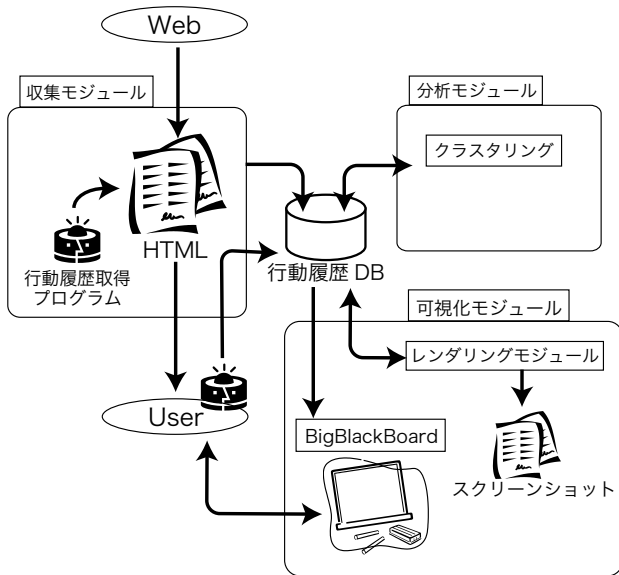 Web
収集モジュール
分析モジュール
クラスタリング
HTML
行動履歴取得
プログラム
行動履歴 DB
可視化モジュール
レンダリングモジュール
User
BigBlackBoard
スクリーンショット